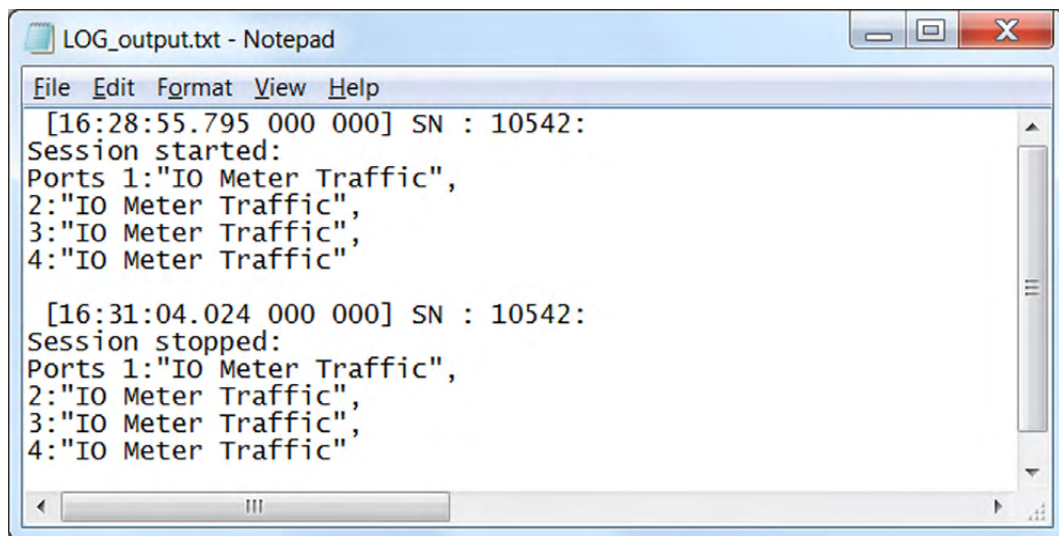 LOG_output.txt - Notepad
File Edit Format View Help
[16:28:55.795 000 000] SN : 10542:
Session started:
Ports 1:"IO Meter Traffic",
2:"IO Meter Traffic",
3:"IO Meter Traffic",
4:"IO Meter Traffic"
[16:31:04.024 000 000] SN : 10542:
Session stopped:
Ports 1:"IO Meter Traffic",
2:"IO Meter Traffic",
3:"IO Meter Traffic",
4:"IO Meter Traffic"